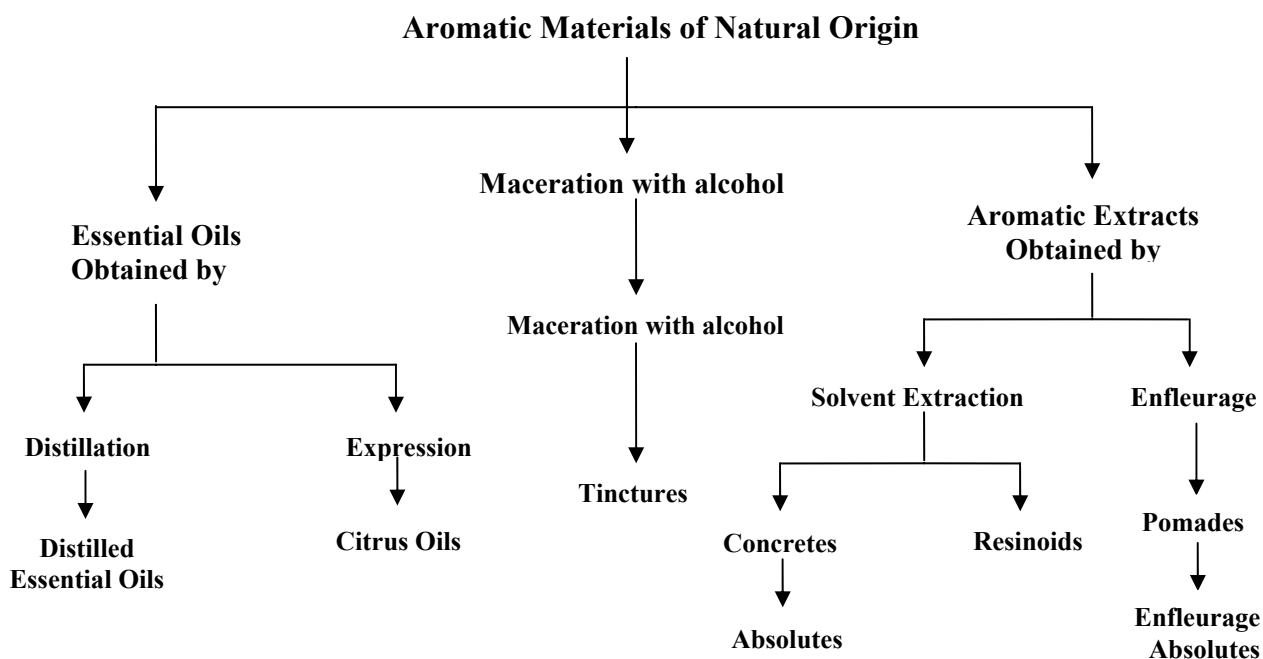 Aromatic Materials of Natural Origin
Maceration with alcohol
Essential Oils
Obtained by
Aromatic Extracts
Obtained by
Maceration with alcohol
Solvent Extraction
Enfleurage
Distillation
Expression
Tinctures
Distilled
Essential Oils
Citrus Oils
Concretes
Resinoids
Pomades
Absolutes
Enfleurage
Absolutes